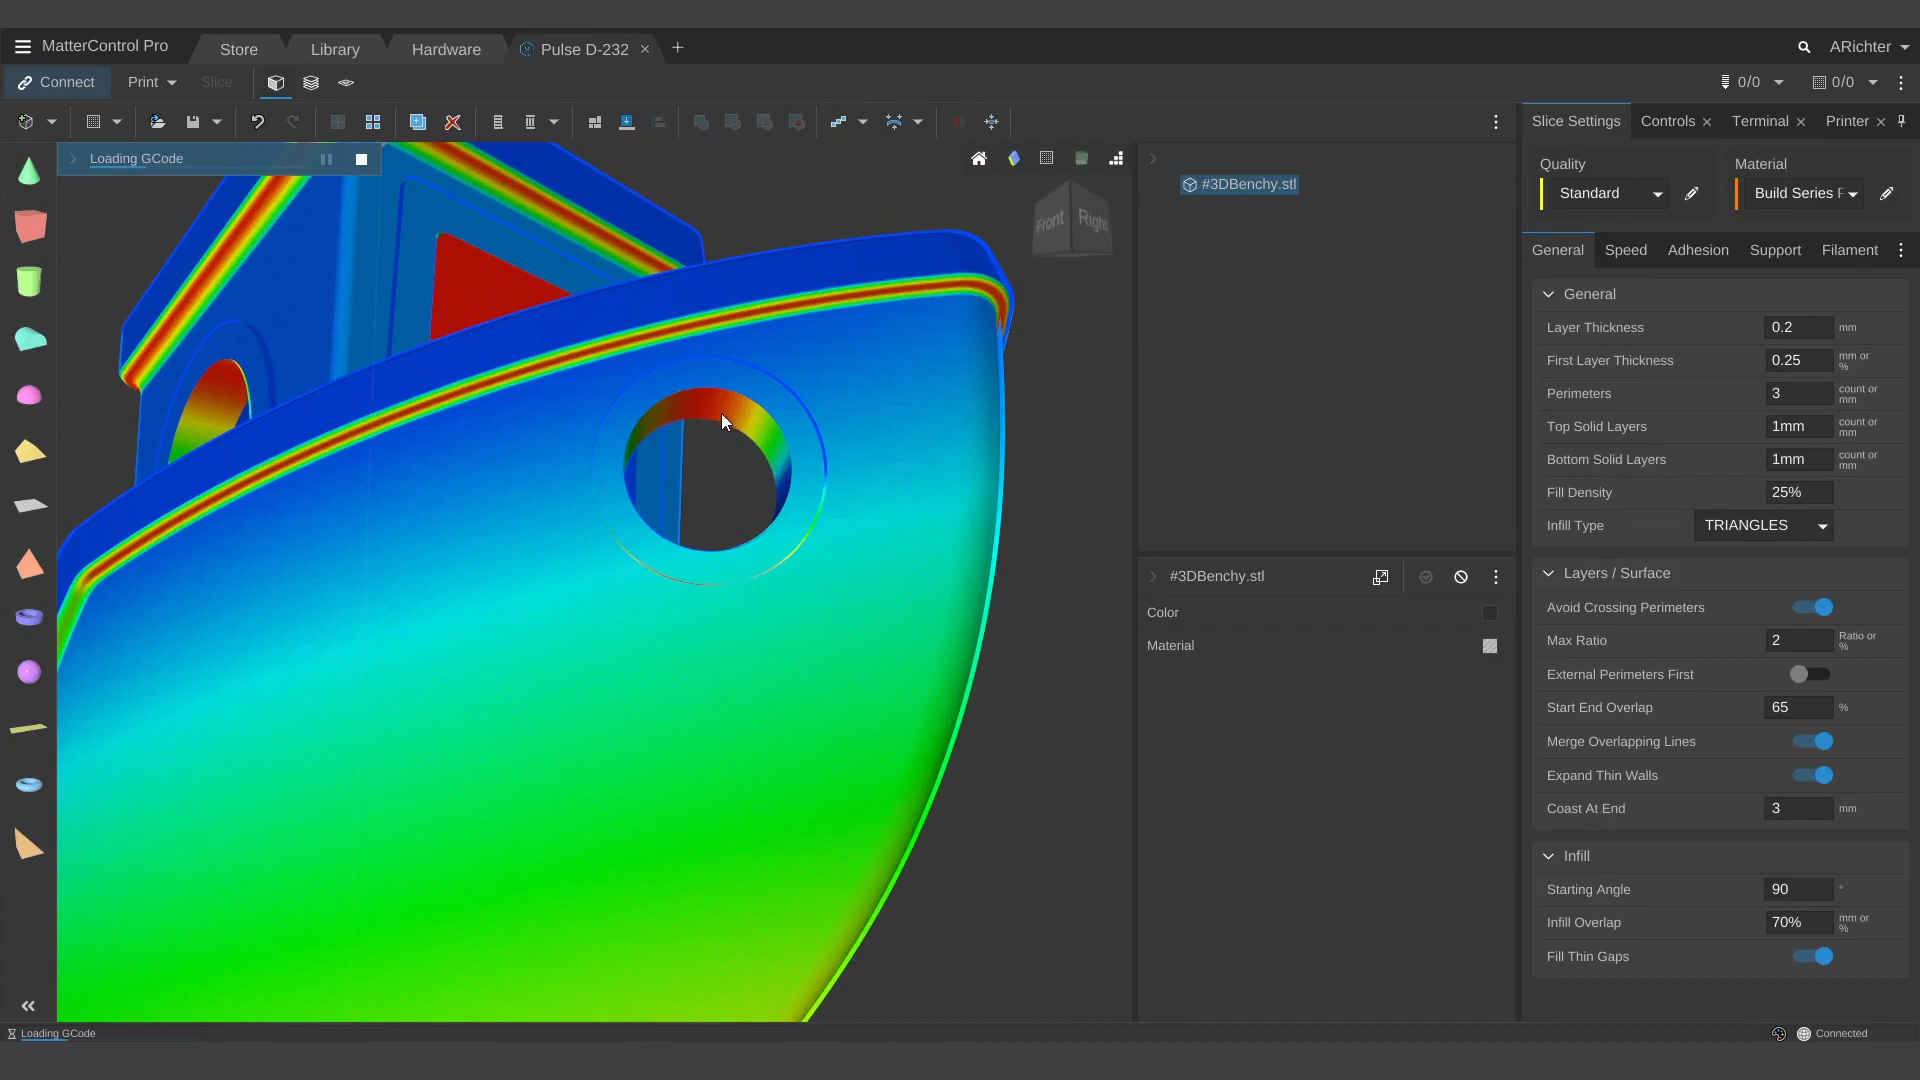 MatterControl Pro
Store
Library
Hardware
Pulse D-232
ARichter
Connect
Print
Slice
0/0
0/0
Slice Settings
Controls
Terminal
Printer
Loading GCode
#3DBenchy.stl
Front
Right
Quality
Material
Standard
Build Series
General
Speed
Adhesion
Support
Filament
General
Layer Thickness
0.2
mm
First Layer Thickness
0.25
mm or
%
Perimeters
3
count or
mm
Top Solid Layers
1mm
count or
mm
Bottom Solid Layers
1mm
count or
mm
Fill Density
25%
Infill Type
TRIANGLES
#3DBenchy.stl
Color
Material
Layers / Surface
Avoid Crossing Perimeters
Max Ratio
2
Ratio or
%
External Perimeters First
Start End Overlap
65
%
Merge Overlapping Lines
Expand Thin Walls
Coast At End
3
mm
Infill
Starting Angle
90
°
Infill Overlap
70%
mm or
%
Fill Thin Gaps
Loading GCode
Connected